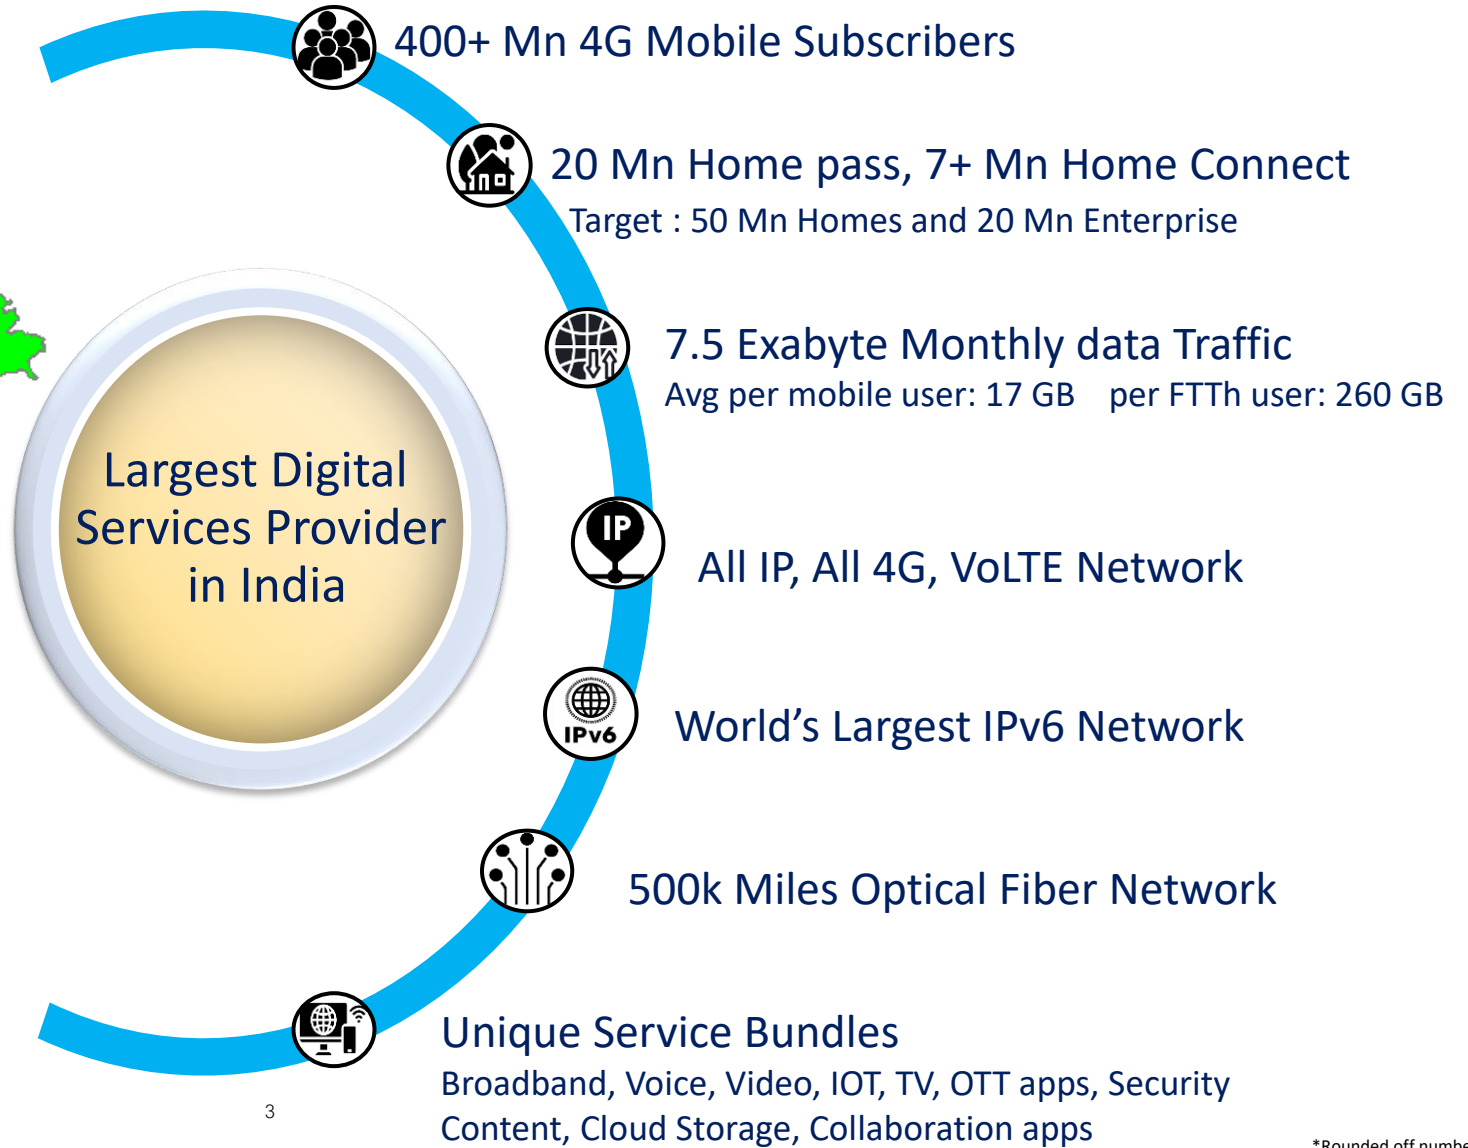 400+ Mn 4G Mobile Subscribers
20 Mn Home pass, 7+ Mn Home Connect
Target : 50 Mn Homes and 20 Mn Enterprise
7.5 Exabyte Monthly data Traffic
Avg per mobile user: 17 GB per FTTh user: 260 GB
Largest Digital
Services Provider
in India
IP
All IP, All 4G, VoLTE Network
IPv6
World's Largest IPv6 Network
500k Miles Optical Fiber Network
Unique Service Bundles
Broadband, Voice, Video, IOT, TV, OTT apps, Security
Content, Cloud Storage, Collaboration apps
3
*Rounded off